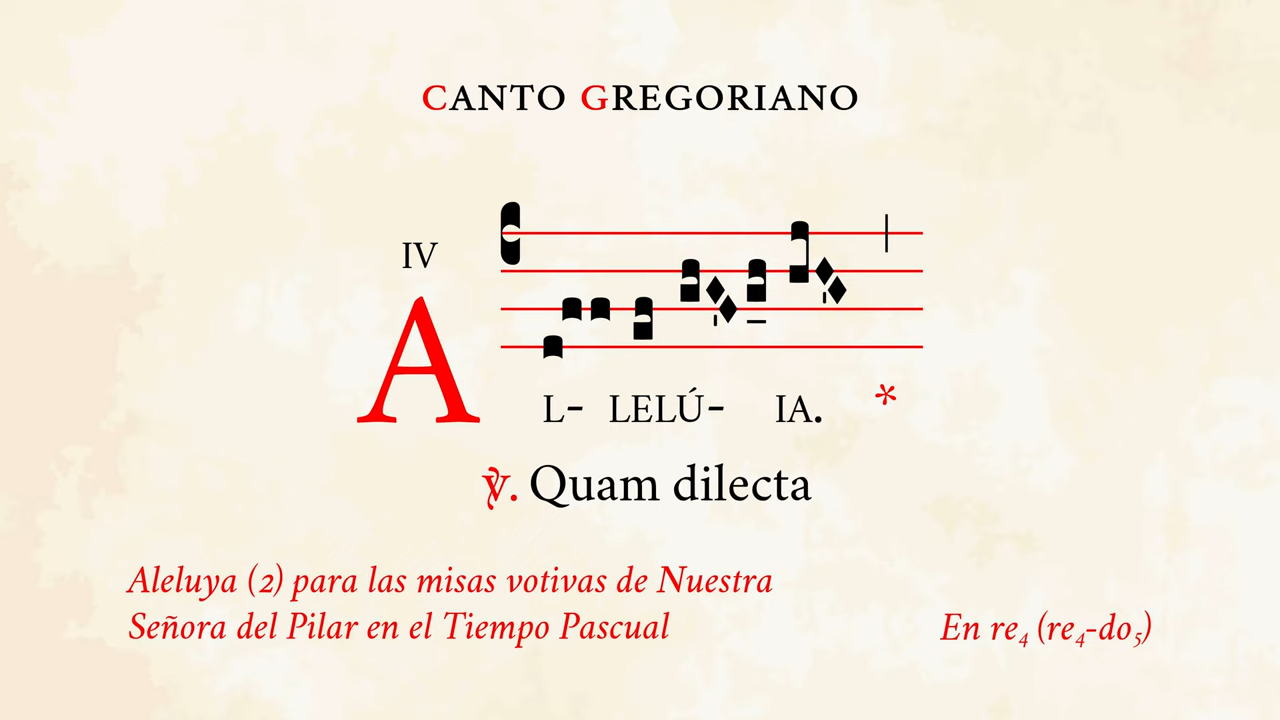 CANTO GREGORIANO
IV
AL- LELÚ- IA. *
℣. Quam dilecta
Aleluya (2) para las misas votivas de Nuestra
Señora del Pilar en el Tiempo Pascual
En re₄ (re₄-do₅)